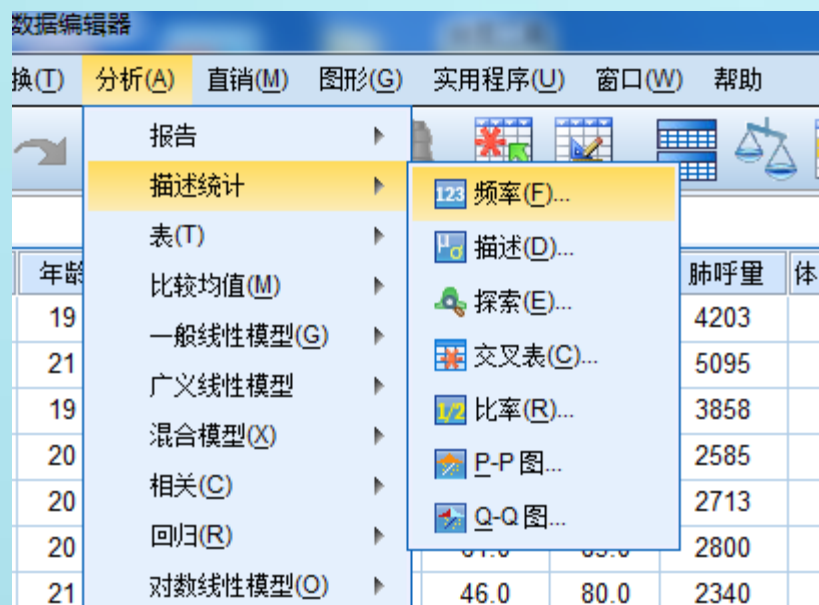 数据编辑器
换(T) 分析(A) 直销(M) 图形(G) 实用程序(U) 窗口(W) 帮助
报告
描述统计
表(T)
比较均值(M)
一般线性模型(G)
广义线性模型
混合模型(X)
相关(C)
回归(R)
对数线性模型(O)
123 频率(F)...
描述(D)...
探索(E)...
交叉表(C)...
1/2 比率(R)...
P-P 图...
Q-Q 图...
年龄 肺呼量 体
19 4203
21 5095
19 3858
20 2585
20 2713
20 2800
21 46.0 80.0 2340